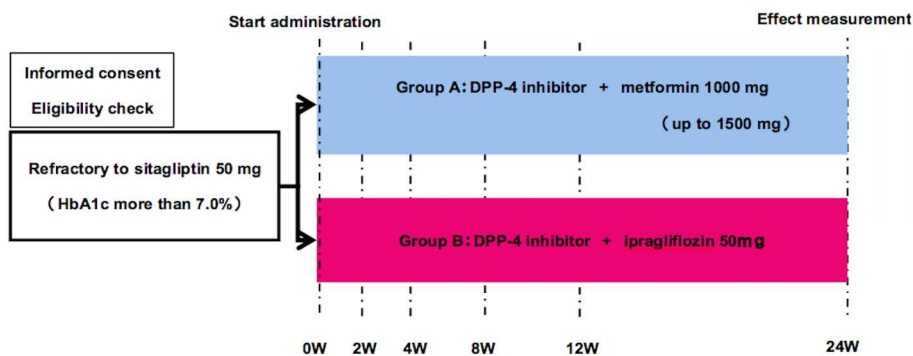 Start administration
Effect measurement
Informed consent
Eligibility check
Refractory to sitagliptin 50 mg
（HbA1c more than 7.0%）
Group A：DPP-4 inhibitor + metformin 1000 mg
（up to 1500 mg）
Group B：DPP-4 inhibitor + ipragliflozin 50mg
0W 2W 4W 8W 12W 24W